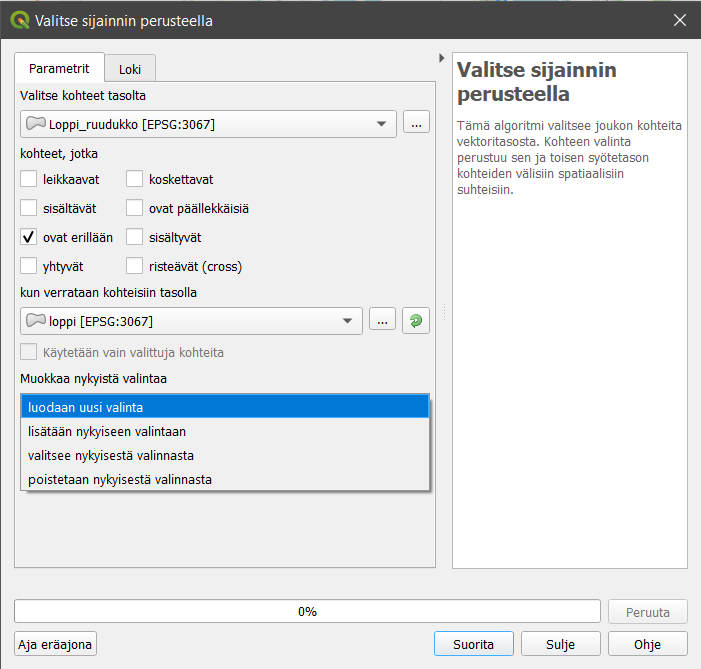 Valitse sijainnin perusteella
Parametrit
Loki
Valitse kohteet tasolta
Loppi_ruudukko [EPSG:3067]
...
kohteet, jotka
leikkaavat
koskettavat
sisältävät
ovat päällekkäisiä
ovat erillään
sisältyvät
yhtyvät
risteävät (cross)
kun verrataan kohteisiin tasolla
loppi [EPSG:3067]
...
Käytetään vain valittuja kohteita
Muokkaa nykyistä valintaa
luodaan uusi valinta
lisätään nykyiseen valintaan
valitsee nykyisestä valinnasta
poistetaan nykyisestä valinnasta
Valitse sijainnin
perusteella
Tämä algoritmi valitsee joukon kohteita
vektoritasosta. Kohteen valinta
perustuu sen ja toisen syötetason
kohteiden välisiin spatiaalisiin
suhteisiin.
0%
Peruuta
Aja eräajona
Suorita
Sulje
Ohje